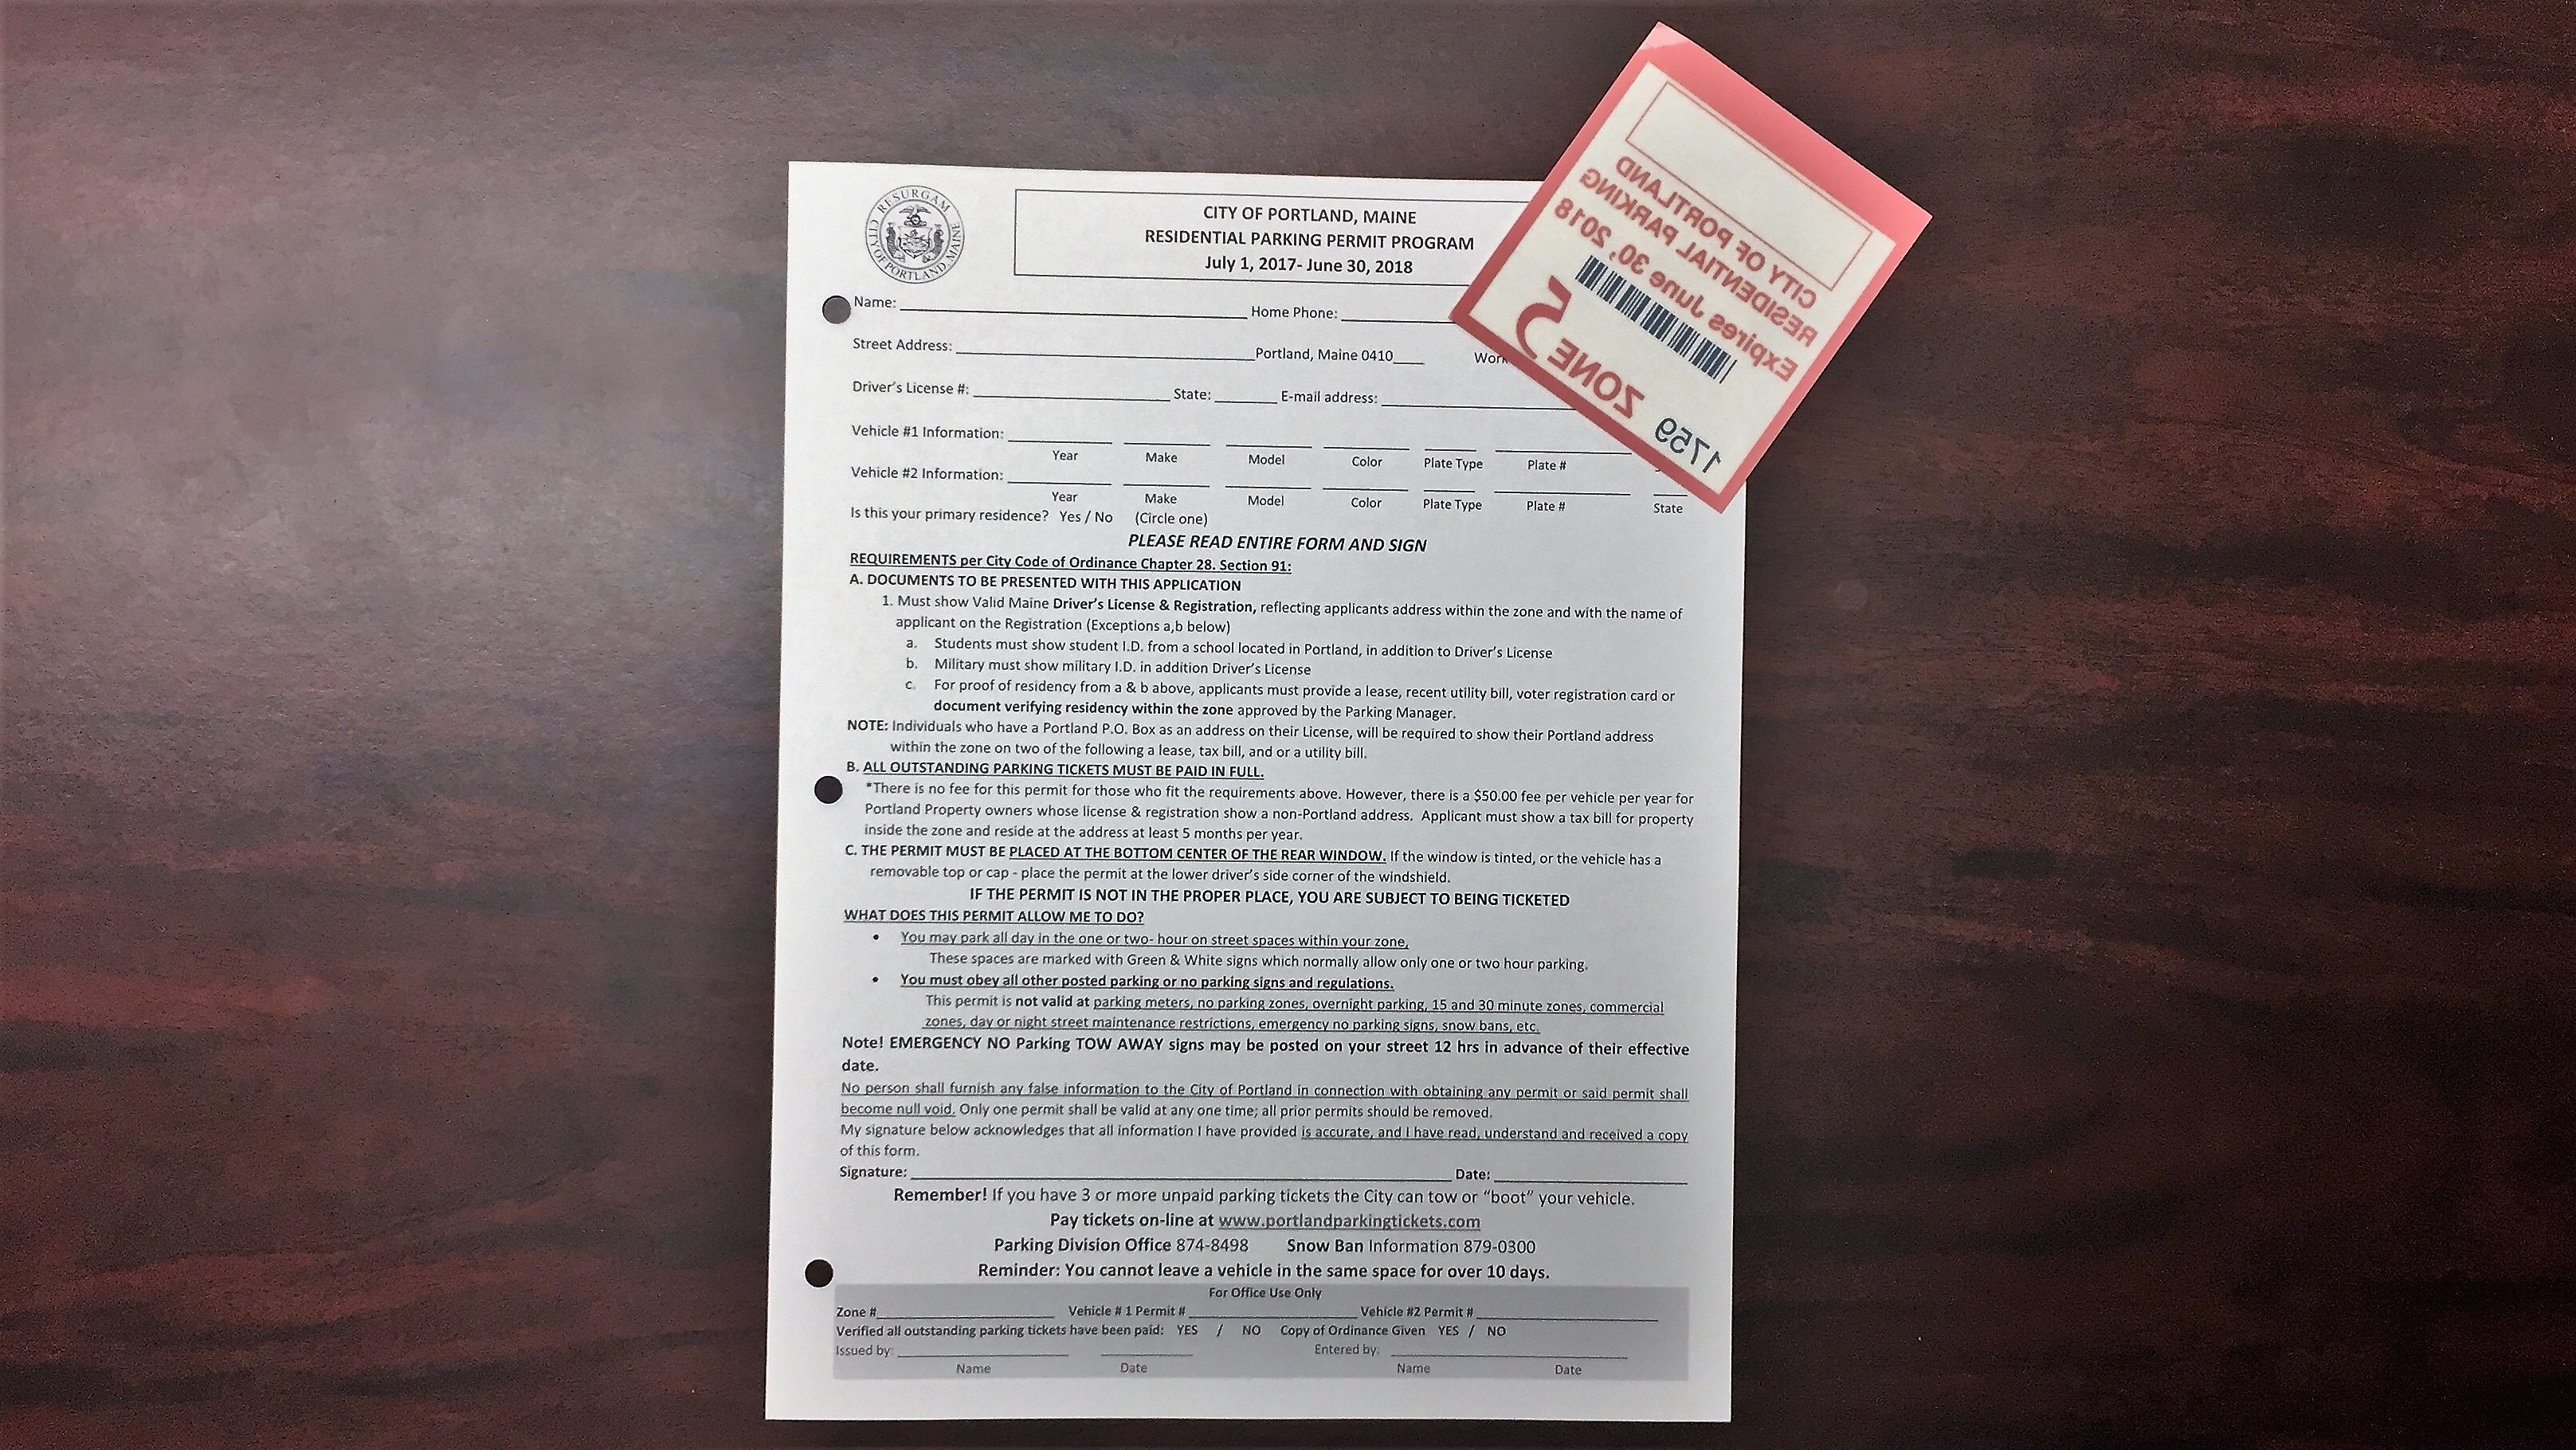 RESURGAM
CITY OF PORTLAND, MAINE
CITY OF PORTLAND, MAINE
RESIDENTIAL PARKING PERMIT PROGRAM
July 1, 2017- June 30, 2018
Name: Home Phone:
Street Address: Portland, Maine 0410
Driver's License #: State: E-mail address:
Vehicle #1 Information:
Year Make Model Color Plate Type Plate #
Vehicle #2 Information:
Year Make Model Color Plate Type Plate # State
Is this your primary residence? Yes / No (Circle one)
PLEASE READ ENTIRE FORM AND SIGN
REQUIREMENTS per City Code of Ordinance Chapter 28. Section 91:
A. DOCUMENTS TO BE PRESENTED WITH THIS APPLICATION
1. Must show Valid Maine Driver's License & Registration, reflecting applicants address within the zone and with the name of
applicant on the Registration (Exceptions a,b below)
a. Students must show student I.D. from a school located in Portland, in addition to Driver's License
b. Military must show military I.D. in addition Driver's License
c. For proof of residency from a & b above, applicants must provide a lease, recent utility bill, voter registration card or
document verifying residency within the zone approved by the Parking Manager.
NOTE: Individuals who have a Portland P.O. Box as an address on their License, will be required to show their Portland address
within the zone on two of the following a lease, tax bill, and or a utility bill.
B. ALL OUTSTANDING PARKING TICKETS MUST BE PAID IN FULL.
*There is no fee for this permit for those who fit the requirements above. However, there is a $50.00 fee per vehicle per year for
Portland Property owners whose license & registration show a non-Portland address. Applicant must show a tax bill for property
inside the zone and reside at the address at least 5 months per year.
C. THE PERMIT MUST BE PLACED AT THE BOTTOM CENTER OF THE REAR WINDOW. If the window is tinted, or the vehicle has a
removable top or cap - place the permit at the lower driver's side corner of the windshield.
IF THE PERMIT IS NOT IN THE PROPER PLACE, YOU ARE SUBJECT TO BEING TICKETED
WHAT DOES THIS PERMIT ALLOW ME TO DO?
• You may park all day in the one or two- hour on street spaces within your zone,
These spaces are marked with Green & White signs which normally allow only one or two hour parking.
• You must obey all other posted parking or no parking signs and regulations.
This permit is not valid at parking meters, no parking zones, overnight parking, 15 and 30 minute zones, commercial
zones, day or night street maintenance restrictions, emergency no parking signs, snow bans, etc.
Note! EMERGENCY NO Parking TOW AWAY signs may be posted on your street 12 hrs in advance of their effective
date.
No person shall furnish any false information to the City of Portland in connection with obtaining any permit or said permit shall
become null void. Only one permit shall be valid at any one time; all prior permits should be removed.
My signature below acknowledges that all information I have provided is accurate, and I have read, understand and received a copy
of this form.
Signature: Date:
Remember! If you have 3 or more unpaid parking tickets the City can tow or "boot" your vehicle.
Pay tickets on-line at www.portlandparkingtickets.com
Parking Division Office 874-8498 Snow Ban Information 879-0300
Reminder: You cannot leave a vehicle in the same space for over 10 days.
For Office Use Only
Zone # Vehicle # 1 Permit # Vehicle #2 Permit #
Verified all outstanding parking tickets have been paid: YES / NO Copy of Ordinance Given YES / NO
Issued by: Entered by:
Name Date Name Date
CITY OF PORTLAND
RESIDENTIAL PARKING
Expires June 30, 2018
ZONE 5
1759